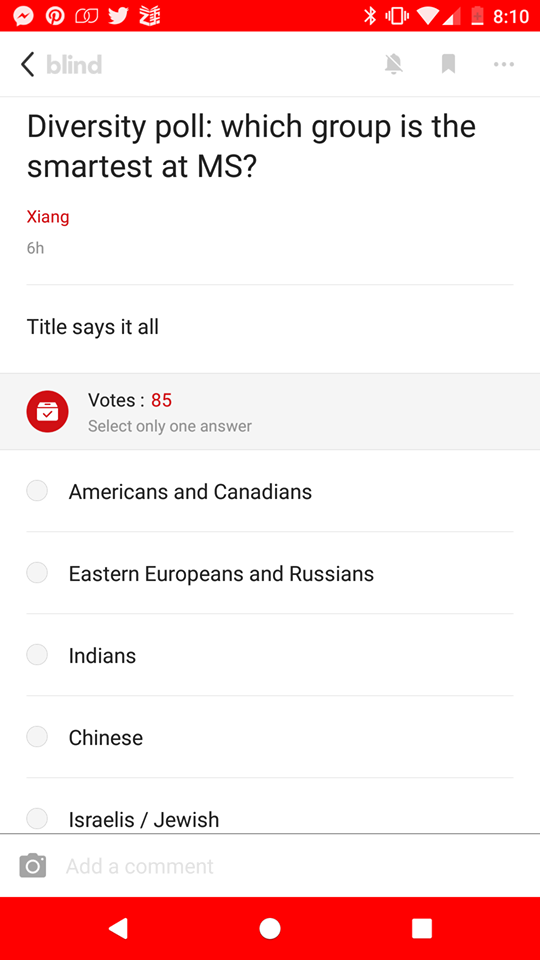 8:10
blind
Diversity poll: which group is the
smartest at MS?
Xiang
6h
Title says it all
Votes : 85
Select only one answer
Americans and Canadians
Eastern Europeans and Russians
Indians
Chinese
Israelis / Jewish
Add a comment